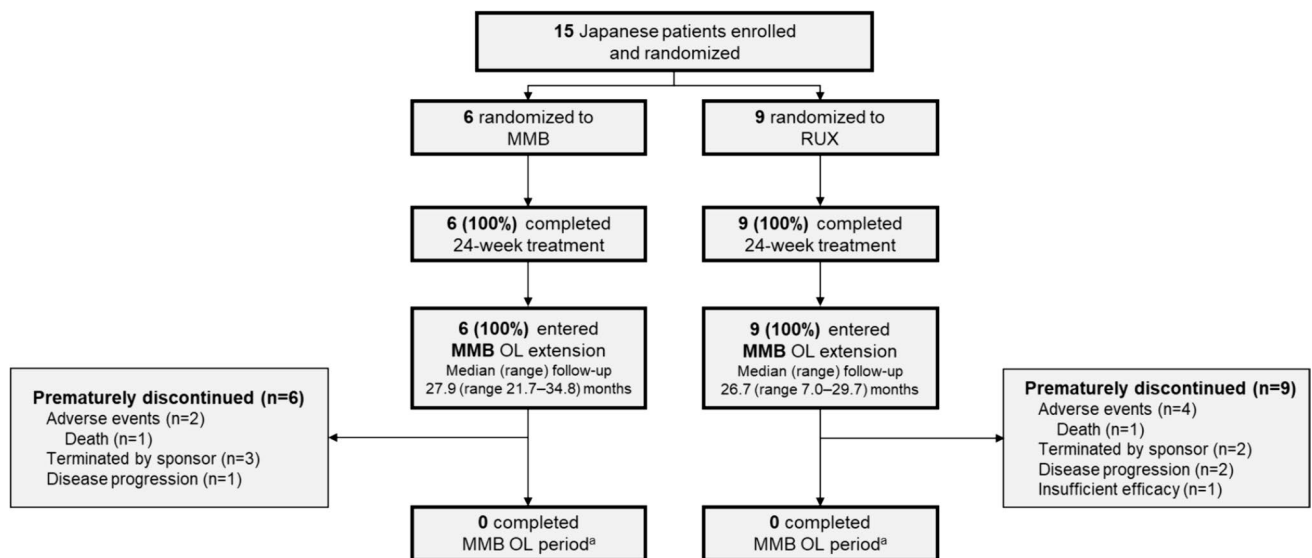 15 Japanese patients enrolled
and randomized
6 randomized to
MMB
9 randomized to
RUX
6 (100%) completed
24-week treatment
9 (100%) completed
24-week treatment
6 (100%) entered
MMB OL extension
Median (range) follow-up
27.9 (range 21.7–34.8) months
9 (100%) entered
MMB OL extension
Median (range) follow-up
26.7 (range 7.0–29.7) months
Prematurely discontinued (n=6)
Adverse events (n=2)
Death (n=1)
Terminated by sponsor (n=3)
Disease progression (n=1)
Prematurely discontinued (n=9)
Adverse events (n=4)
Death (n=1)
Terminated by sponsor (n=2)
Disease progression (n=2)
Insufficient efficacy (n=1)
0 completed
MMB OL periodᵃ
0 completed
MMB OL periodᵃ